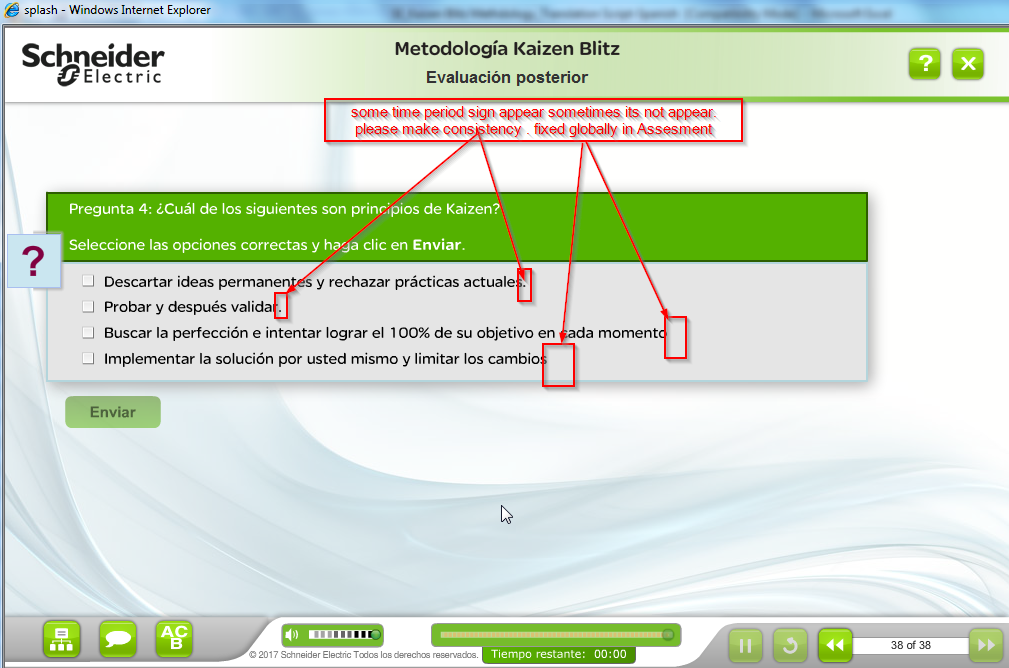 splash - Windows Internet Explorer
Schneider
Electric
Metodología Kaizen Blitz
Evaluación posterior
?
X
some time period sign appear sometimes its not appear.
please make consistency . fixed globally in Assesment
Pregunta 4: ¿Cuál de los siguientes son principios de Kaizen?
Seleccione las opciones correctas y haga clic en Enviar.
?
Descartar ideas permanentes y rechazar prácticas actuales.
Probar y después validar.
Buscar la perfección e intentar lograr el 100% de su objetivo en cada momento
Implementar la solución por usted mismo y limitar los cambios
Enviar
AC
B
© 2017 Schneider Electric Todos los derechos reservados.
Tiempo restante: 00:00
38 of 38